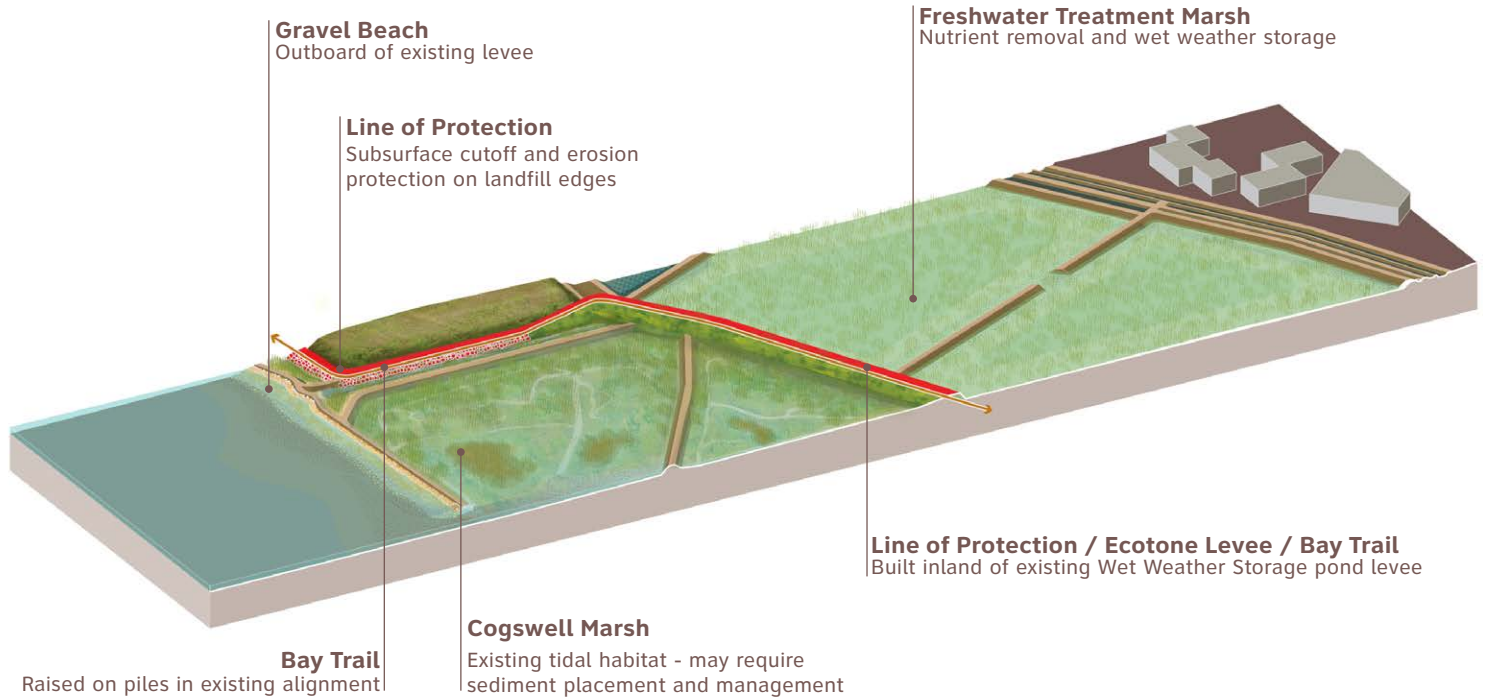 Gravel Beach
Outboard of existing levee
Freshwater Treatment Marsh
Nutrient removal and wet weather storage
Line of Protection
Subsurface cutoff and erosion
protection on landfill edges
Line of Protection / Ecotone Levee / Bay Trail
Built inland of existing Wet Weather Storage pond levee
Cogswell Marsh
Existing tidal habitat - may require
sediment placement and management
Bay Trail
Raised on piles in existing alignment